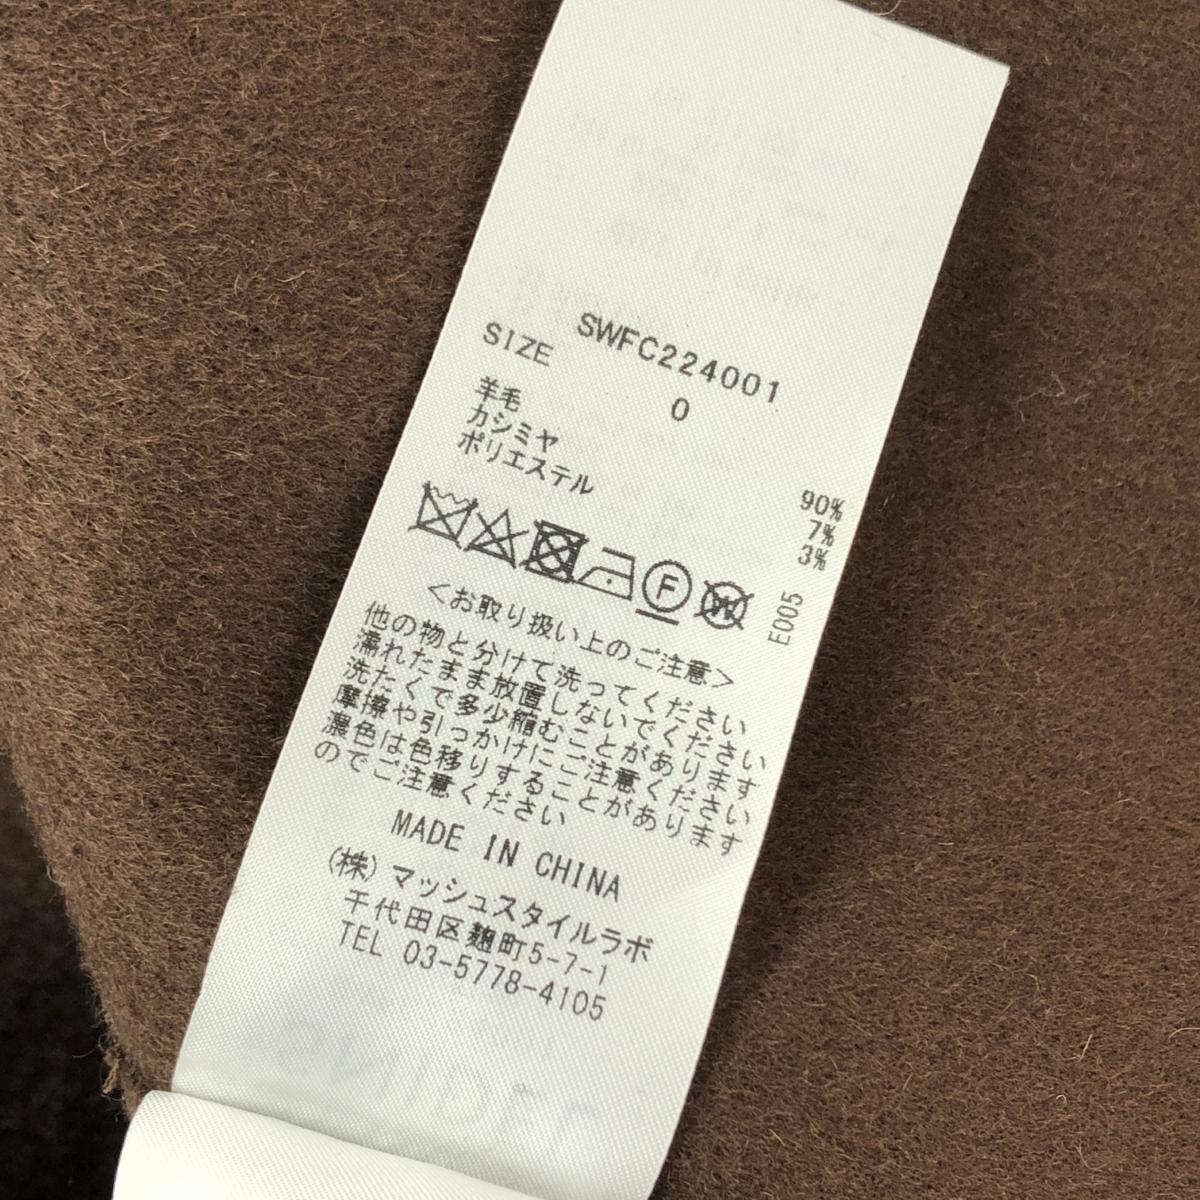 SWFC224001
SIZE 0
羊毛 90%
カシミヤ 7%
ポリエステル 3%
F W
E005
<お取り扱い上のご注意>
他の物と分けて洗ってください
濡れたまま放置しないでください
洗たくで多少縮むことがあります
摩擦や引っかけにご注意ください
濃色は色移りすることがあります
のでご注意ください
MADE IN CHINA
(株)マッシュスタイルラボ
千代田区麹町5-7-1
TEL 03-5778-4105